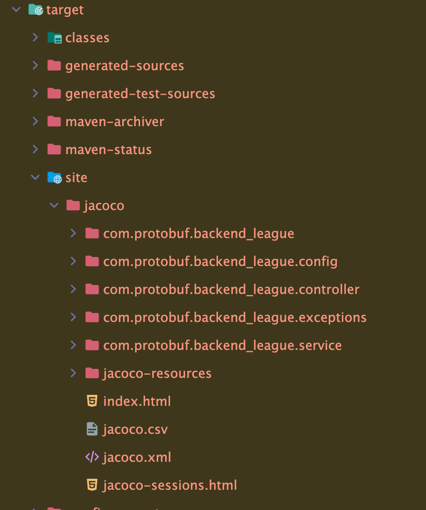 target
classes
generated-sources
generated-test-sources
maven-archiver
maven-status
site
jacoco
com.protobuf.backend_league
com.protobuf.backend_league.config
com.protobuf.backend_league.controller
com.protobuf.backend_league.exceptions
com.protobuf.backend_league.service
jacoco-resources
index.html
jacoco.csv
jacoco.xml
jacoco-sessions.html